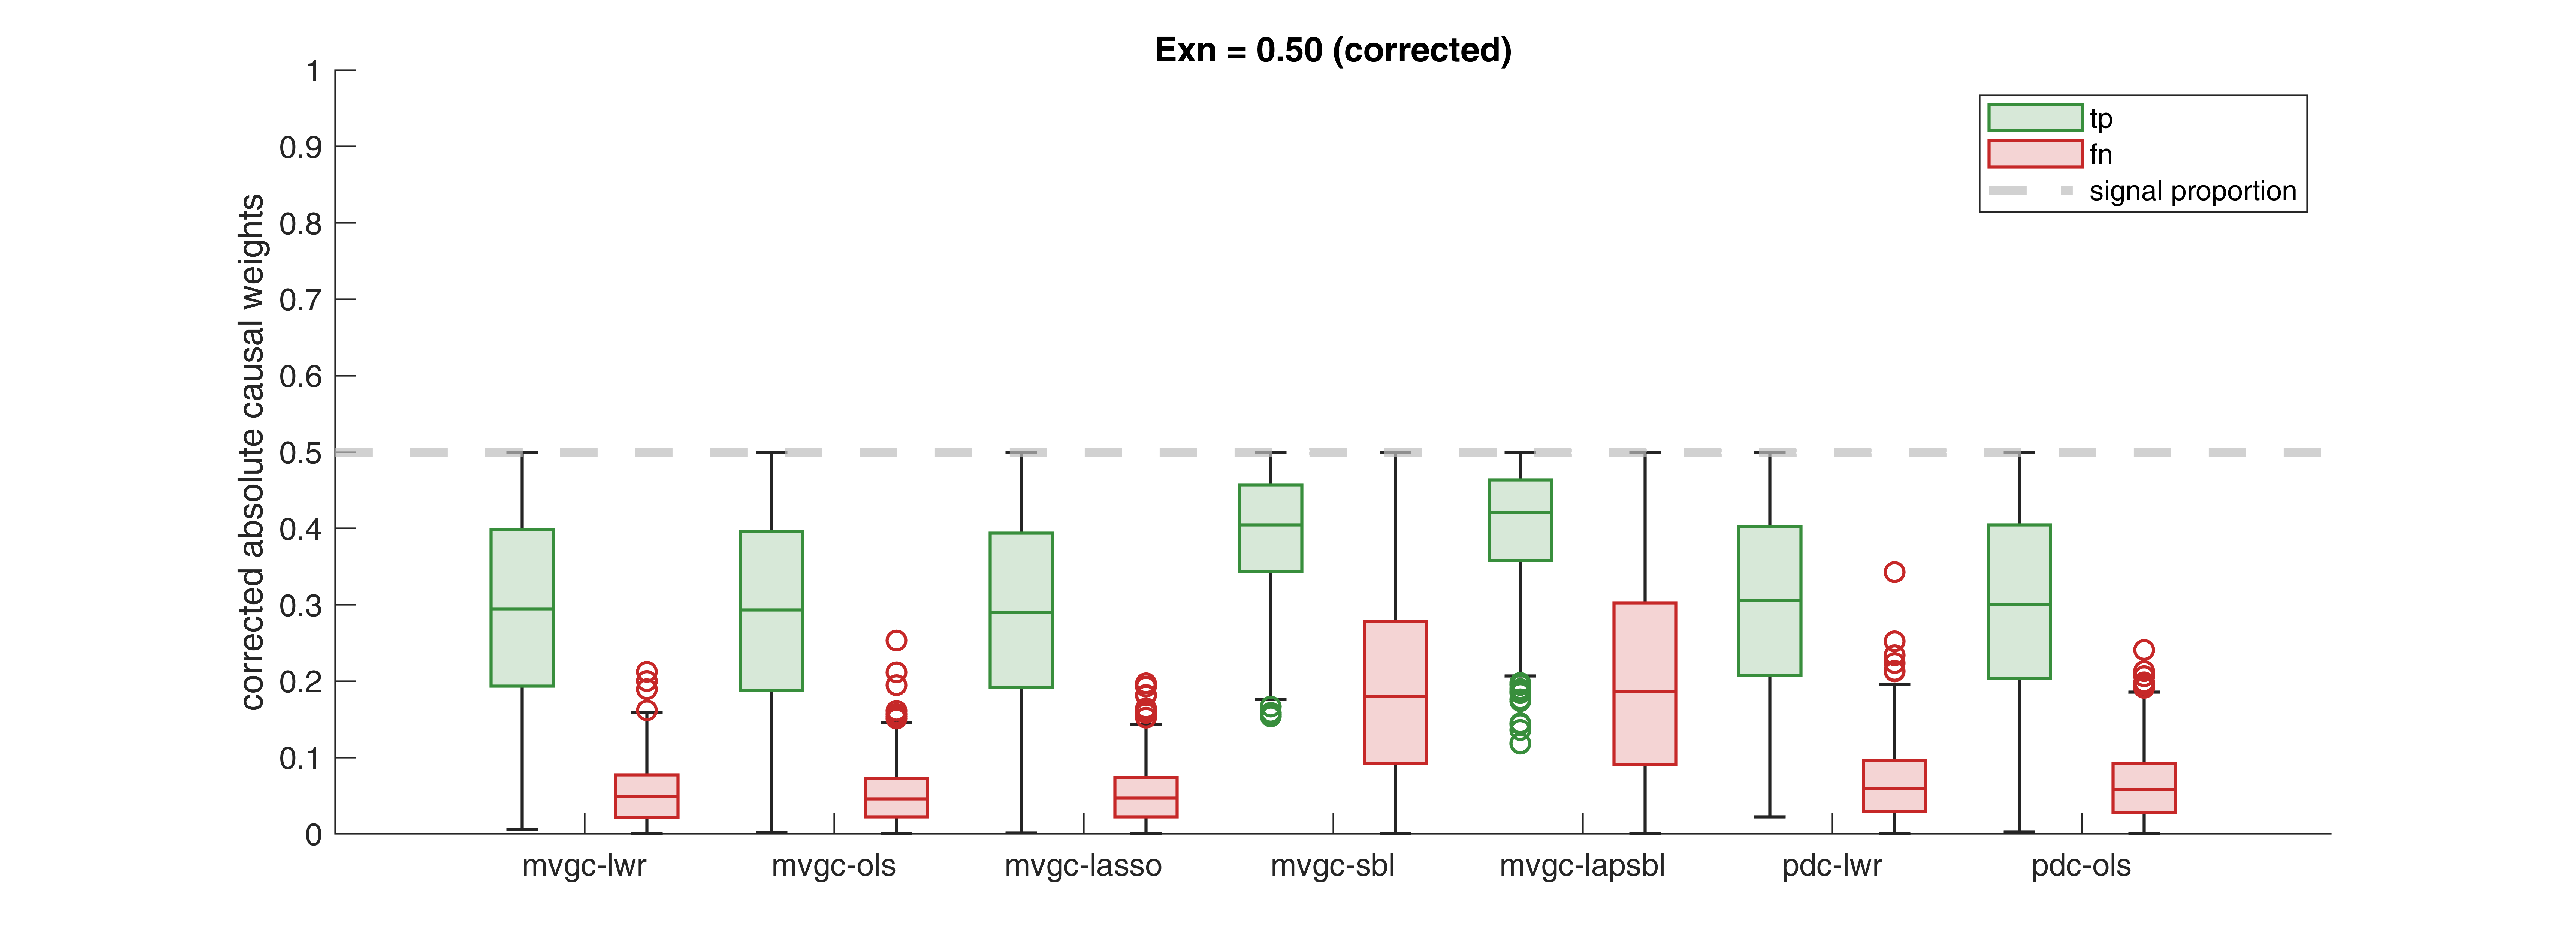 Exn = 0.50 (corrected)
corrected absolute causal weights
1
0.9
0.8
0.7
0.6
0.5
0.4
0.3
0.2
0.1
0
tp
fn
signal proportion
mvgc-lwr
mvgc-ols
mvgc-lasso
mvgc-sbl
mvgc-lapsbl
pdc-lwr
pdc-ols